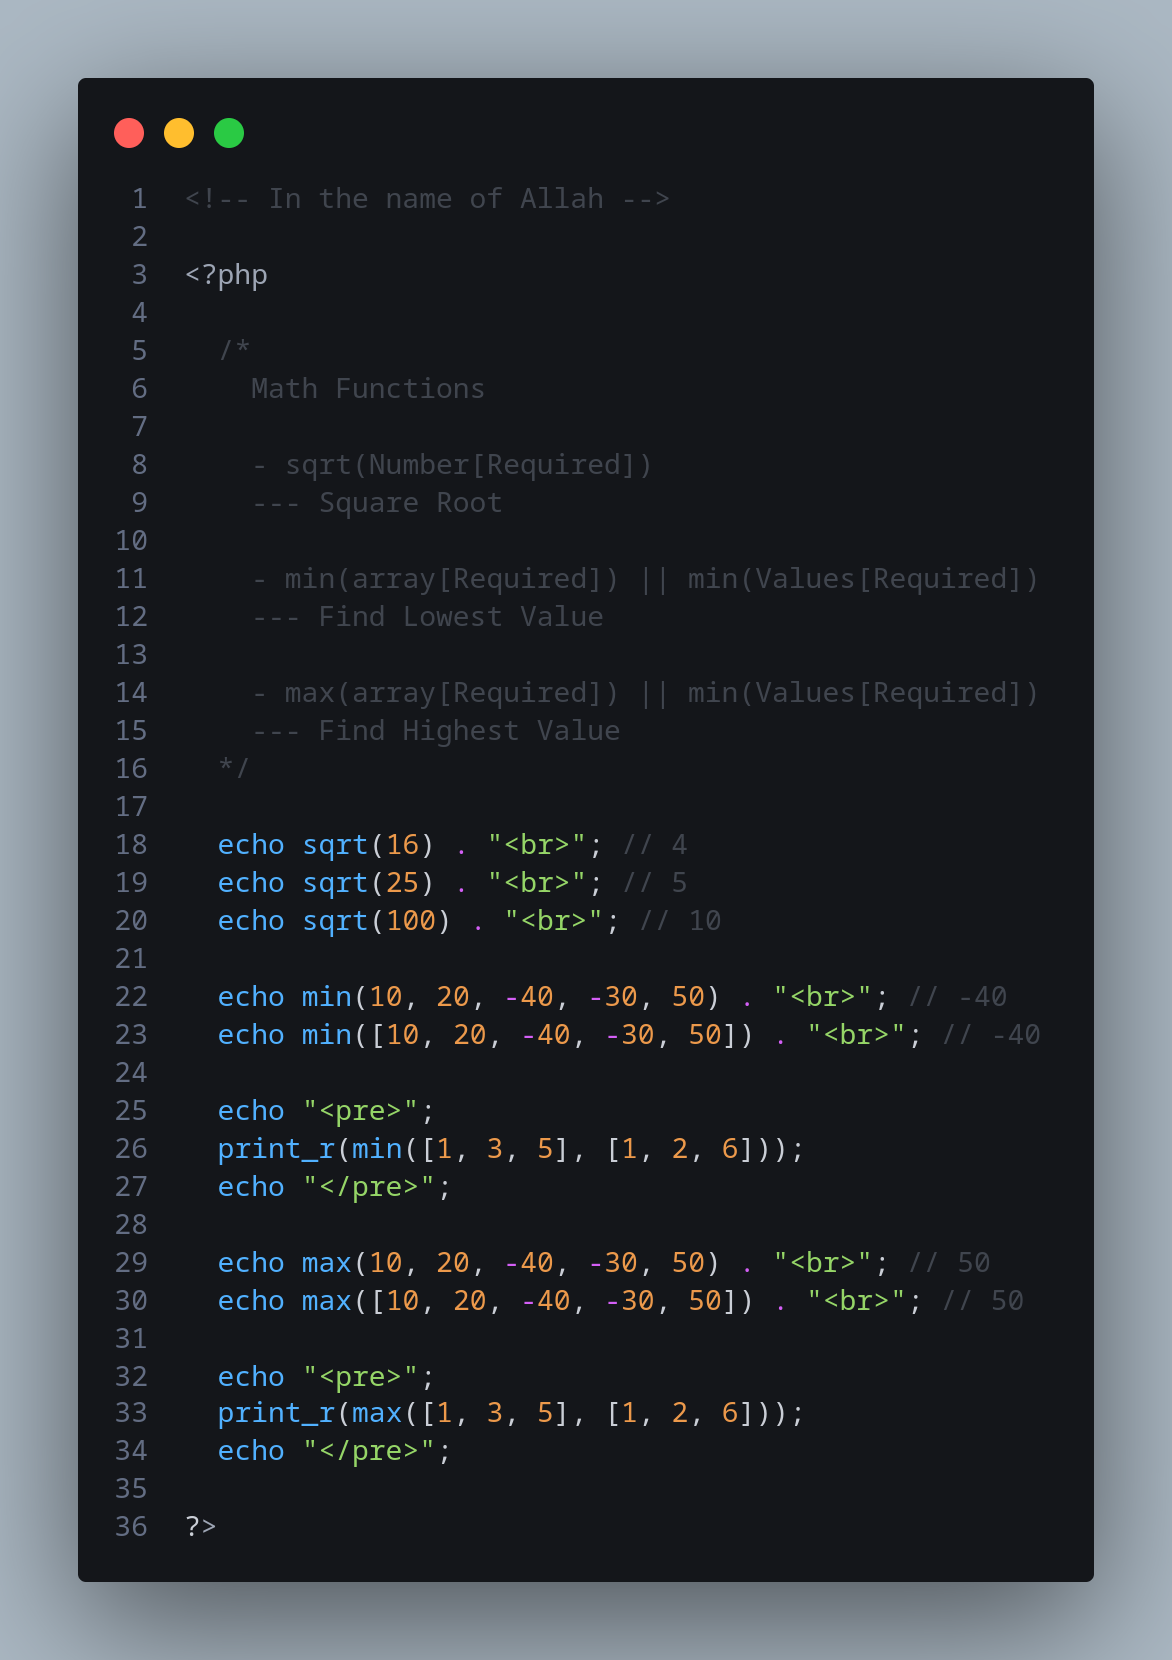 1 <!-- In the name of Allah -->
2
3 <?php
4
5   /*
6     Math Functions
7
8     - sqrt(Number[Required])
9     --- Square Root
10
11     - min(array[Required]) || min(Values[Required])
12     --- Find Lowest Value
13
14     - max(array[Required]) || min(Values[Required])
15     --- Find Highest Value
16   */
17
18   echo sqrt(16) . "<br>"; // 4
19   echo sqrt(25) . "<br>"; // 5
20   echo sqrt(100) . "<br>"; // 10
21
22   echo min(10, 20, -40, -30, 50) . "<br>"; // -40
23   echo min([10, 20, -40, -30, 50]) . "<br>"; // -40
24
25   echo "<pre>";
26   print_r(min([1, 3, 5], [1, 2, 6]));
27   echo "</pre>";
28
29   echo max(10, 20, -40, -30, 50) . "<br>"; // 50
30   echo max([10, 20, -40, -30, 50]) . "<br>"; // 50
31
32   echo "<pre>";
33   print_r(max([1, 3, 5], [1, 2, 6]));
34   echo "</pre>";
35
36 ?>